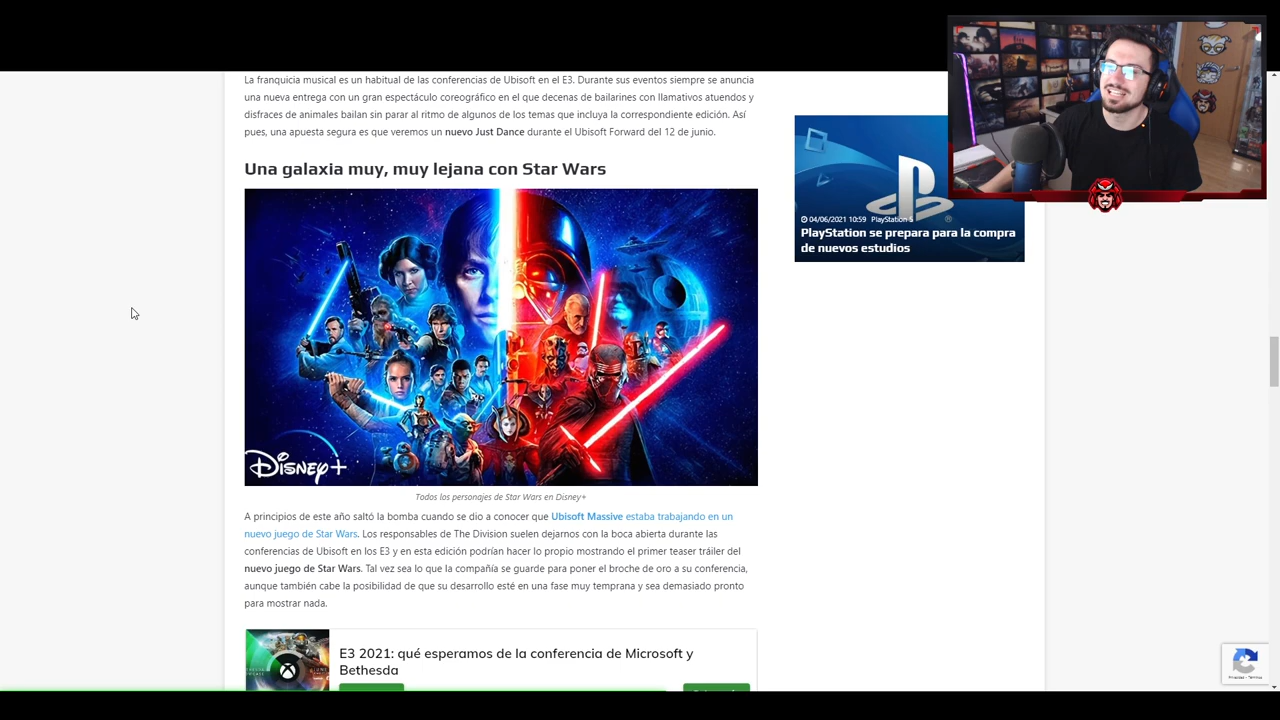 La franquicia musical es un habitual de las conferencias de Ubisoft en el E3. Durante sus eventos siempre se anuncia
una nueva entrega con un gran espectáculo coreográfico en el que decenas de bailarines con llamativos atuendos y
disfraces de animales bailan sin parar al ritmo de algunos de los temas que incluya la correspondiente edición. Así
pues, una apuesta segura es que veremos un nuevo Just Dance durante el Ubisoft Forward del 12 de junio.
Una galaxia muy, muy lejana con Star Wars
Disney+
Todos los personajes de Star Wars en Disney+
A principios de este año saltó la bomba cuando se dio a conocer que Ubisoft Massive estaba trabajando en un
nuevo juego de Star Wars. Los responsables de The Division suelen dejarnos con la boca abierta durante las
conferencias de Ubisoft en los E3 y en esta edición podrían hacer lo propio mostrando el primer teaser tráiler del
nuevo juego de Star Wars. Tal vez sea lo que la compañía se guarde para poner el broche de oro a su conferencia,
aunque también cabe la posibilidad de que su desarrollo esté en una fase muy temprana y sea demasiado pronto
para mostrar nada.
E3 2021: qué esperamos de la conferencia de Microsoft y
Bethesda
04/06/2021 10:59 PlayStation 5
PlayStation se prepara para la compra
de nuevos estudios
Privacidad - Términos